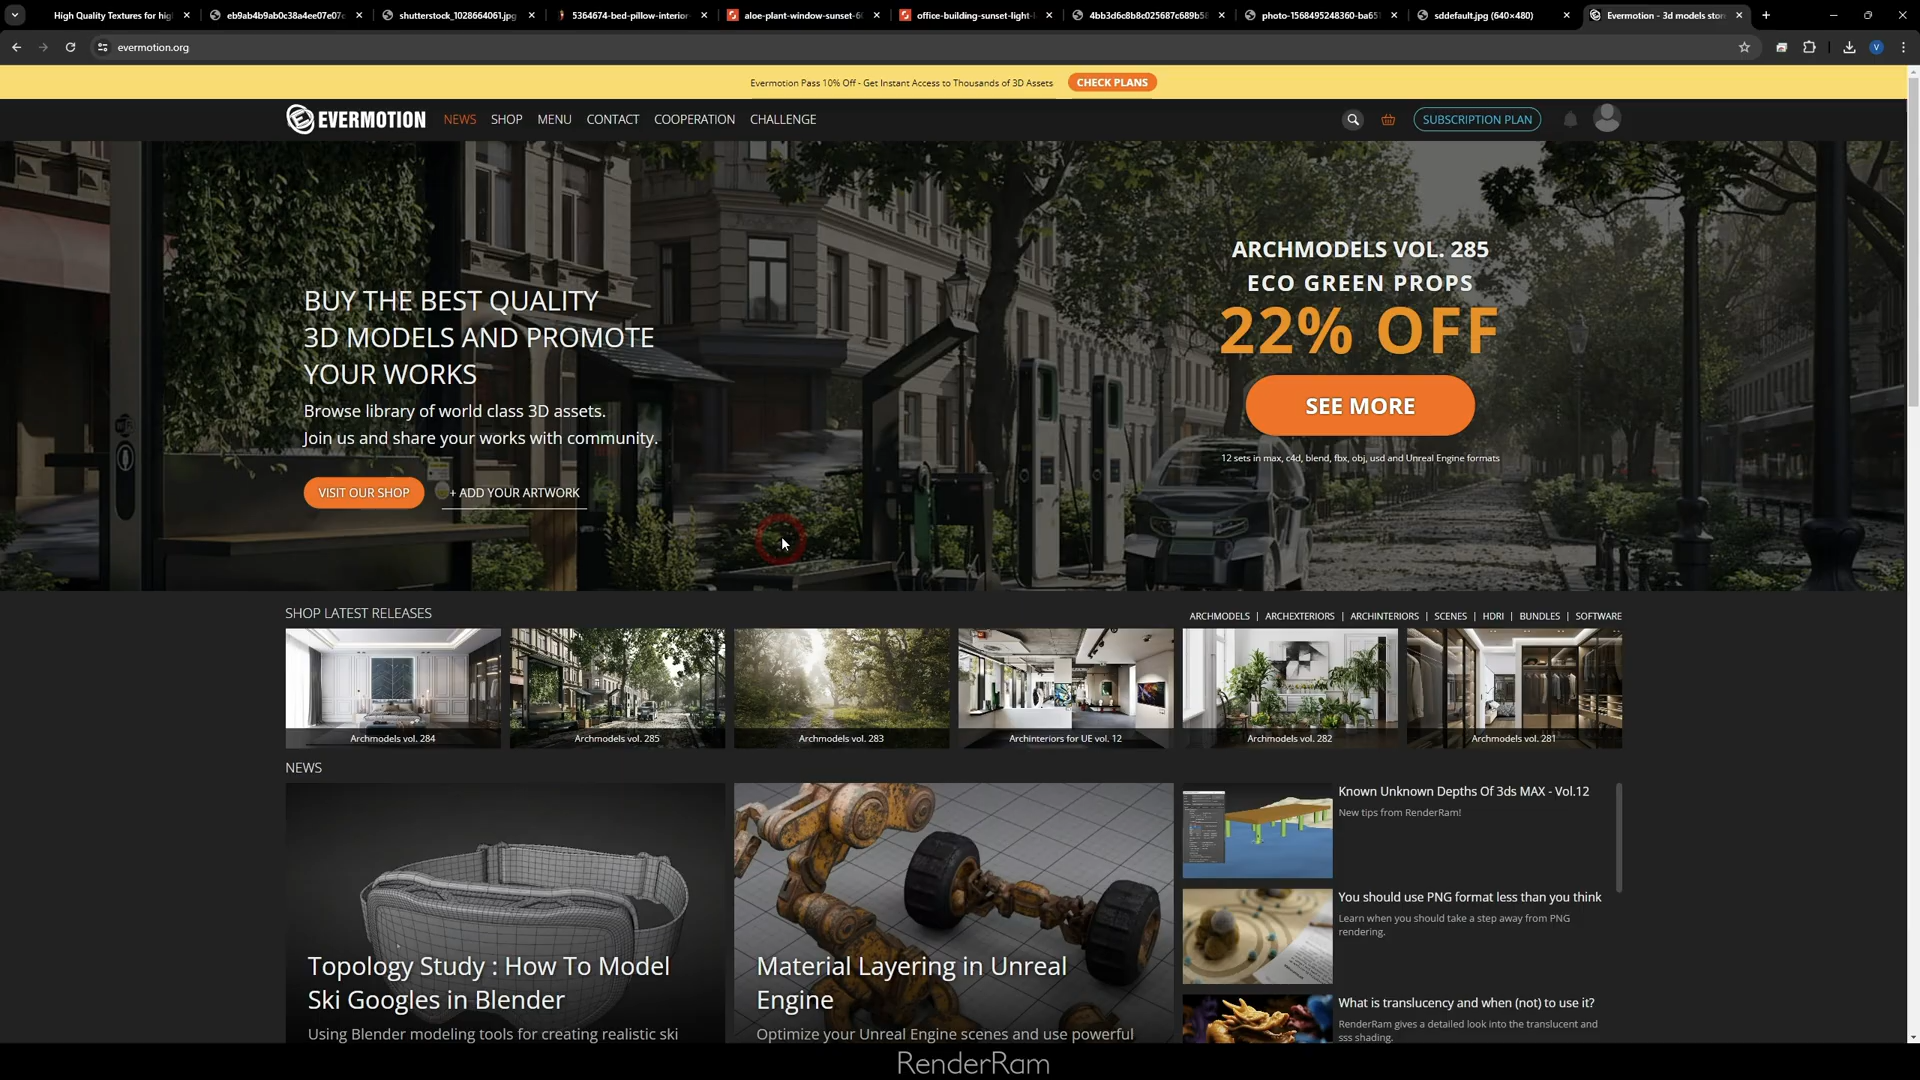 High Quality Textures for hig
eb9ab4b9ab0c38a4ee07e07c
shutterstock_1028664061.jpg
5364674-bed-pillow-interior-
aloe-plant-window-sunset-60
office-building-sunset-light-
4bb3d6c8b8c025687c689b58
photo-1568495248360-ba65
sddefault.jpg (640×480)
Evermotion - 3d models stor
evermotion.org
V
Evermotion Pass 10% Off - Get Instant Access to Thousands of 3D Assets
CHECK PLANS
EVERMOTION
NEWS
SHOP
MENU
CONTACT
COOPERATION
CHALLENGE
SUBSCRIPTION PLAN
BUY THE BEST QUALITY
3D MODELS AND PROMOTE
YOUR WORKS
Browse library of world class 3D assets.
Join us and share your works with community.
VISIT OUR SHOP
+ ADD YOUR ARTWORK
ARCHMODELS VOL. 285
ECO GREEN PROPS
22% OFF
SEE MORE
12 sets in max, c4d, blend, fbx, obj, usd and Unreal Engine formats
SHOP LATEST RELEASES
ARCHMODELS | ARCHEXTERIORS | ARCHINTERIORS | SCENES | HDRI | BUNDLES | SOFTWARE
Archmodels vol. 284
Archmodels vol. 285
Archmodels vol. 283
Archinteriors for UE vol. 12
Archmodels vol. 282
Archmodels vol. 281
NEWS
Topology Study : How To Model
Ski Googles in Blender
Using Blender modeling tools for creating realistic ski
Material Layering in Unreal
Engine
Optimize your Unreal Engine scenes and use powerful
Known Unknown Depths Of 3ds MAX - Vol.12
New tips from RenderRam!
You should use PNG format less than you think
Learn when you should take a step away from PNG
rendering.
What is translucency and when (not) to use it?
RenderRam gives a detailed look into the translucent and
sss shading.
RenderRam